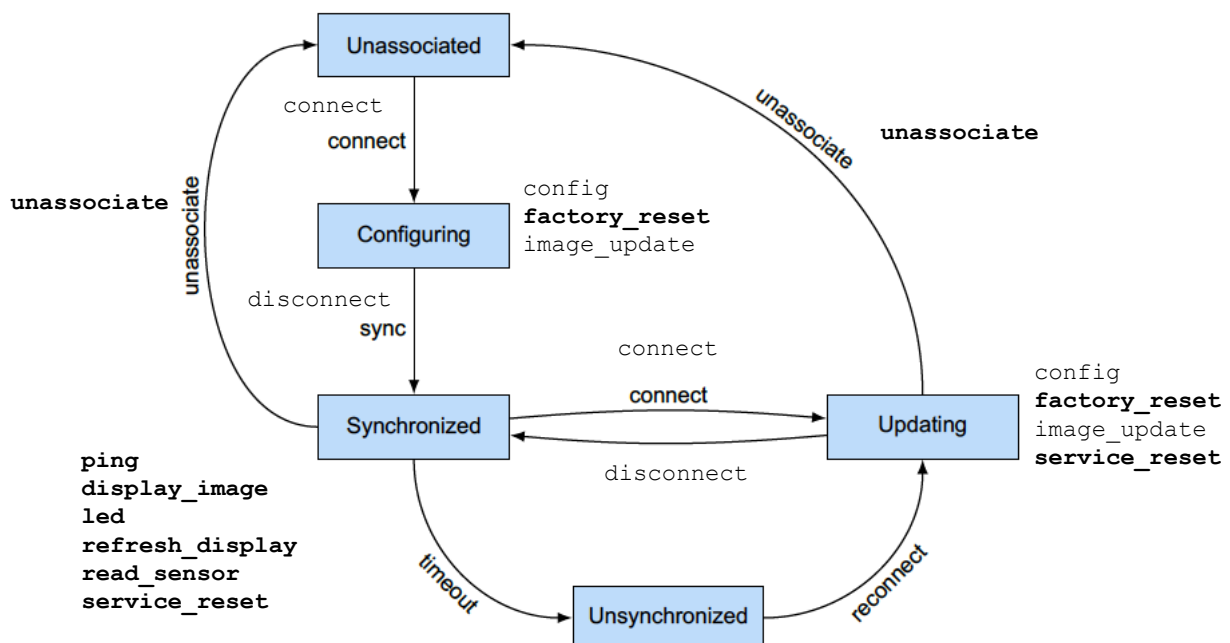 Unassociated
connect
connect
unassociate
unassociate
unassociate
unassociate
config
factory_reset
image_update
Configuring
disconnect
sync
connect
connect
Synchronized
Updating
disconnect
config
factory_reset
image_update
service_reset
ping
display_image
led
refresh_display
read_sensor
service_reset
timeout
reconnect
Unsynchronized